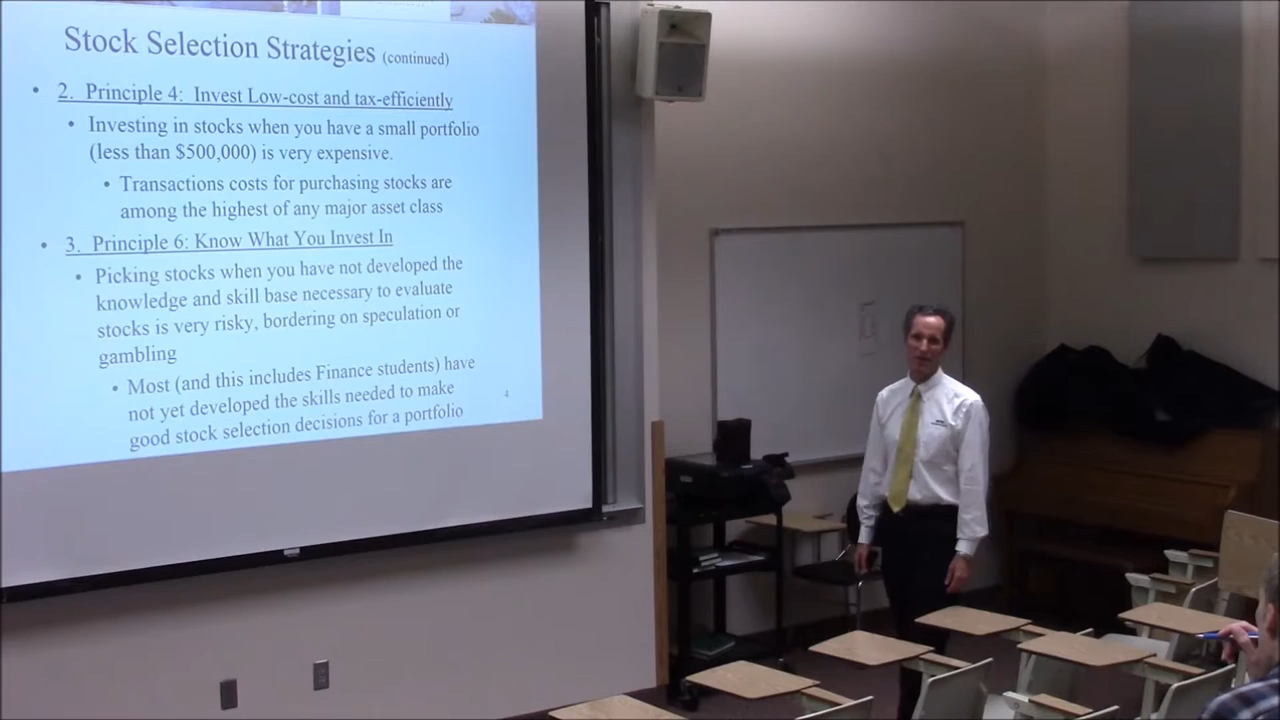 Stock Selection Strategies (continued)
• 2. Principle 4: Invest Low-cost and tax-efficiently
• Investing in stocks when you have a small portfolio
(less than $500,000) is very expensive.
• Transactions costs for purchasing stocks are
among the highest of any major asset class
• 3. Principle 6: Know What You Invest In
• Picking stocks when you have not developed the
knowledge and skill base necessary to evaluate
stocks is very risky, bordering on speculation or
gambling
• Most (and this includes Finance students) have
not yet developed the skills needed to make
good stock selection decisions for a portfolio
4